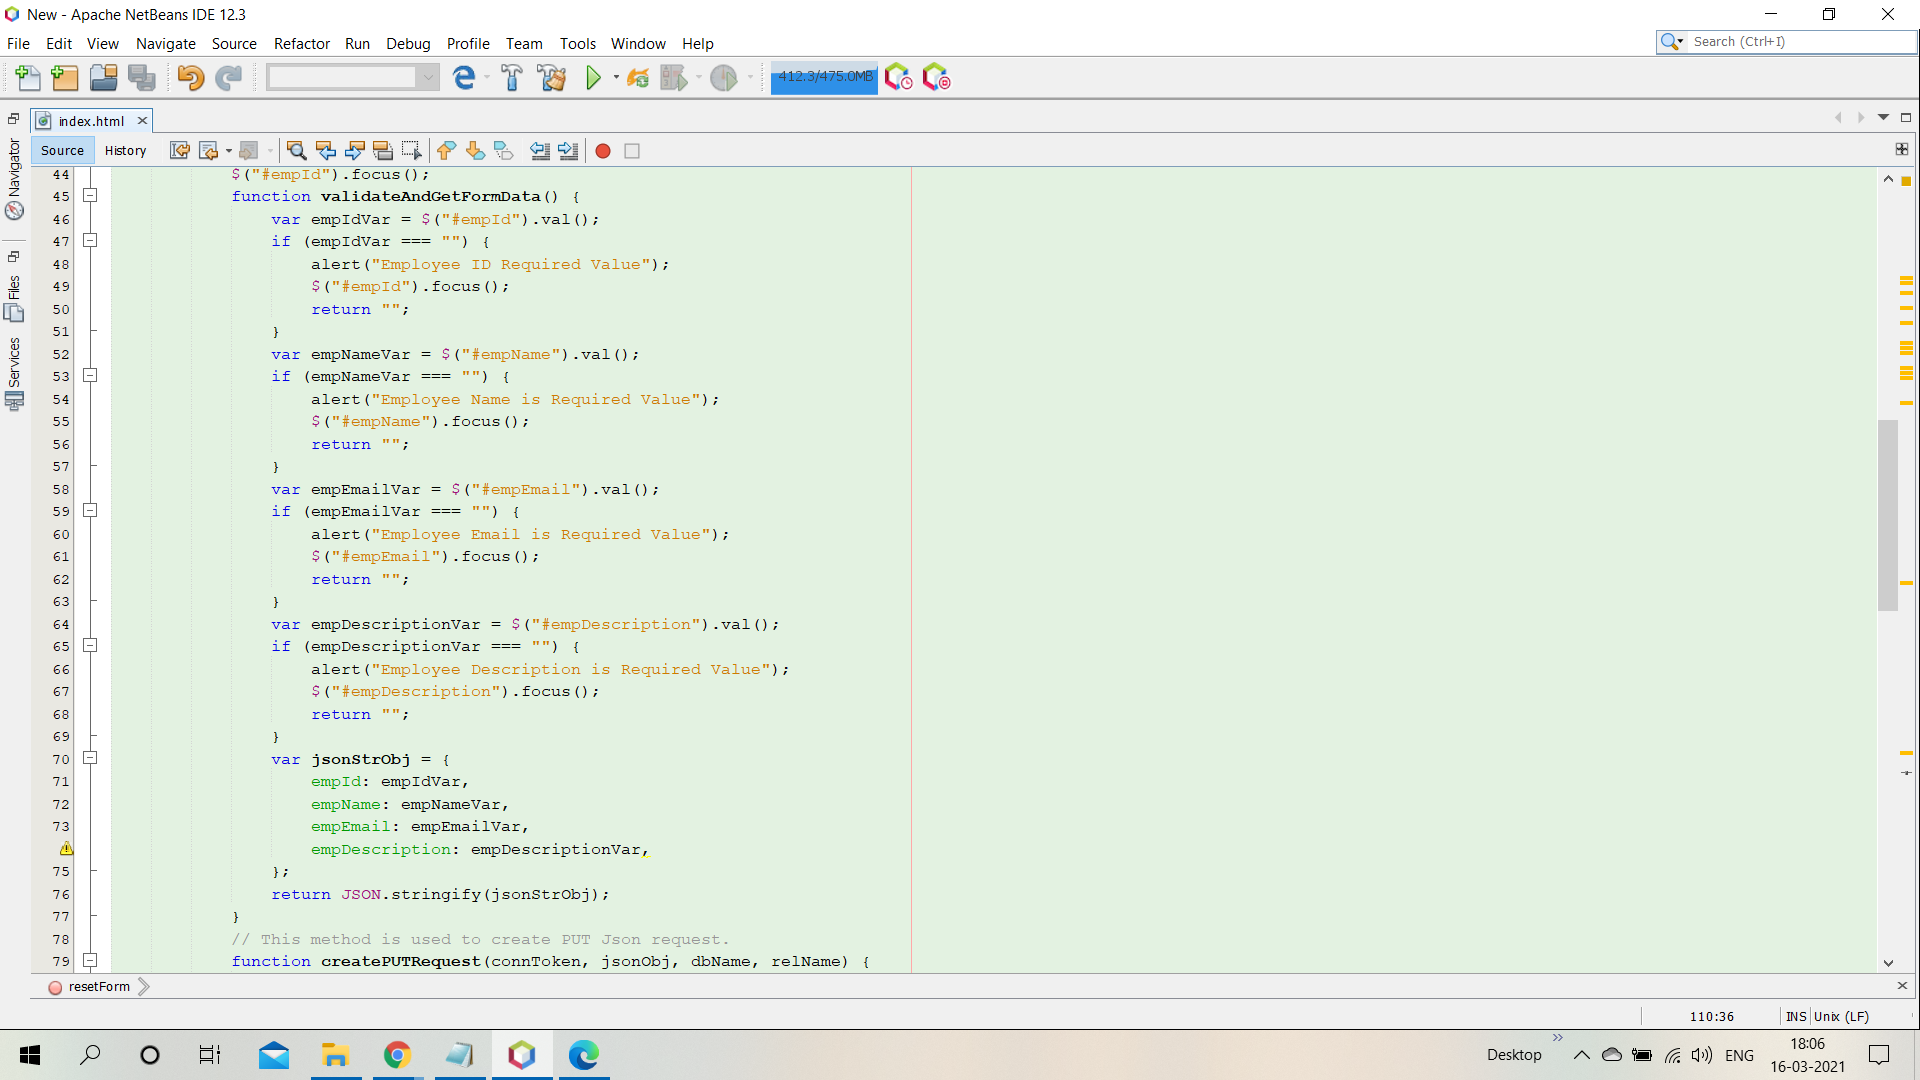 New - Apache NetBeans IDE 12.3
File Edit View Navigate Source Refactor Run Debug Profile Team Tools Window Help
Search (Ctrl+I)
412.3/475.0MB
index.html
Source History
Navigator
Files
Services
44 $("#empId").focus();
45 function validateAndGetFormData() {
46 var empIdVar = $("#empId").val();
47 if (empIdVar === "") {
48 alert("Employee ID Required Value");
49 $("#empId").focus();
50 return "";
51 }
52 var empNameVar = $("#empName").val();
53 if (empNameVar === "") {
54 alert("Employee Name is Required Value");
55 $("#empName").focus();
56 return "";
57 }
58 var empEmailVar = $("#empEmail").val();
59 if (empEmailVar === "") {
60 alert("Employee Email is Required Value");
61 $("#empEmail").focus();
62 return "";
63 }
64 var empDescriptionVar = $("#empDescription").val();
65 if (empDescriptionVar === "") {
66 alert("Employee Description is Required Value");
67 $("#empDescription").focus();
68 return "";
69 }
70 var jsonStrObj = {
71 empId: empIdVar,
72 empName: empNameVar,
73 empEmail: empEmailVar,
empDescription: empDescriptionVar,
75 };
76 return JSON.stringify(jsonStrObj);
77 }
78 // This method is used to create PUT Json request.
79 function createPUTRequest(connToken, jsonObj, dbName, relName) {
resetForm
110:36 INS Unix (LF)
Desktop ENG 18:06
16-03-2021